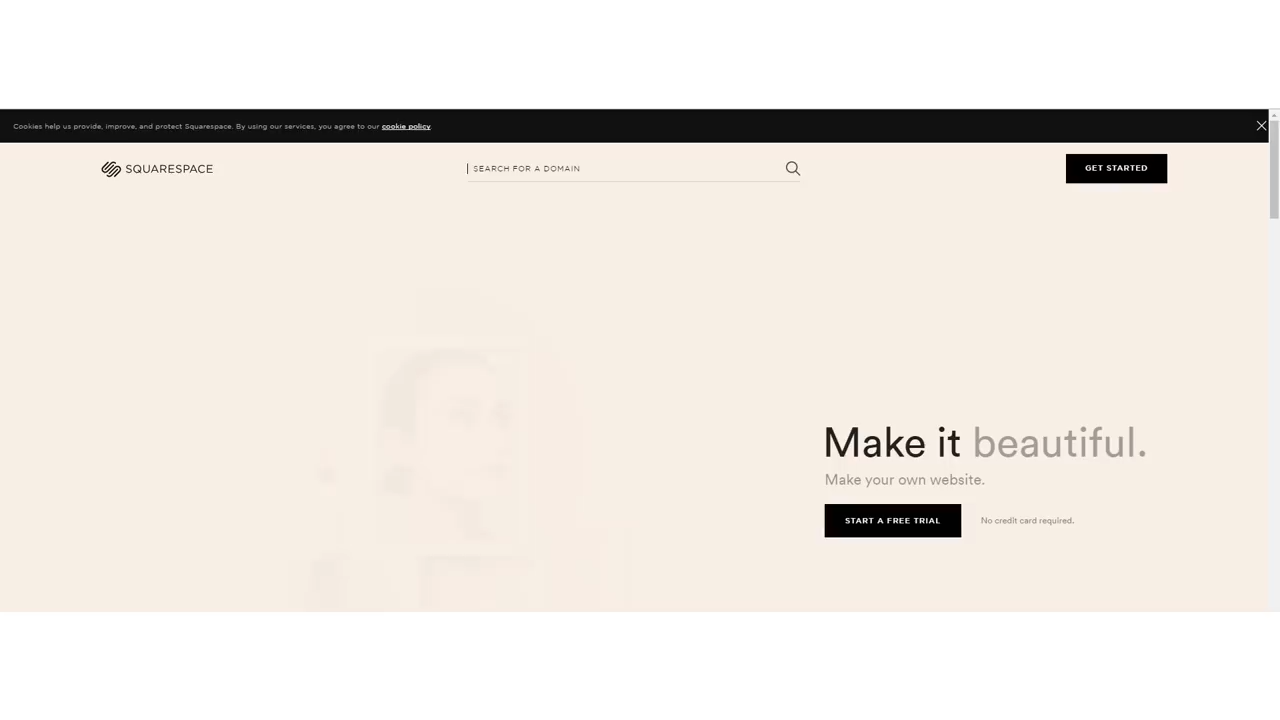 Cookies help us provide, improve, and protect Squarespace. By using our services, you agree to our cookie policy.
SQUARESPACE
SEARCH FOR A DOMAIN
GET STARTED
Make it beautiful.
Make your own website.
START A FREE TRIAL
No credit card required.